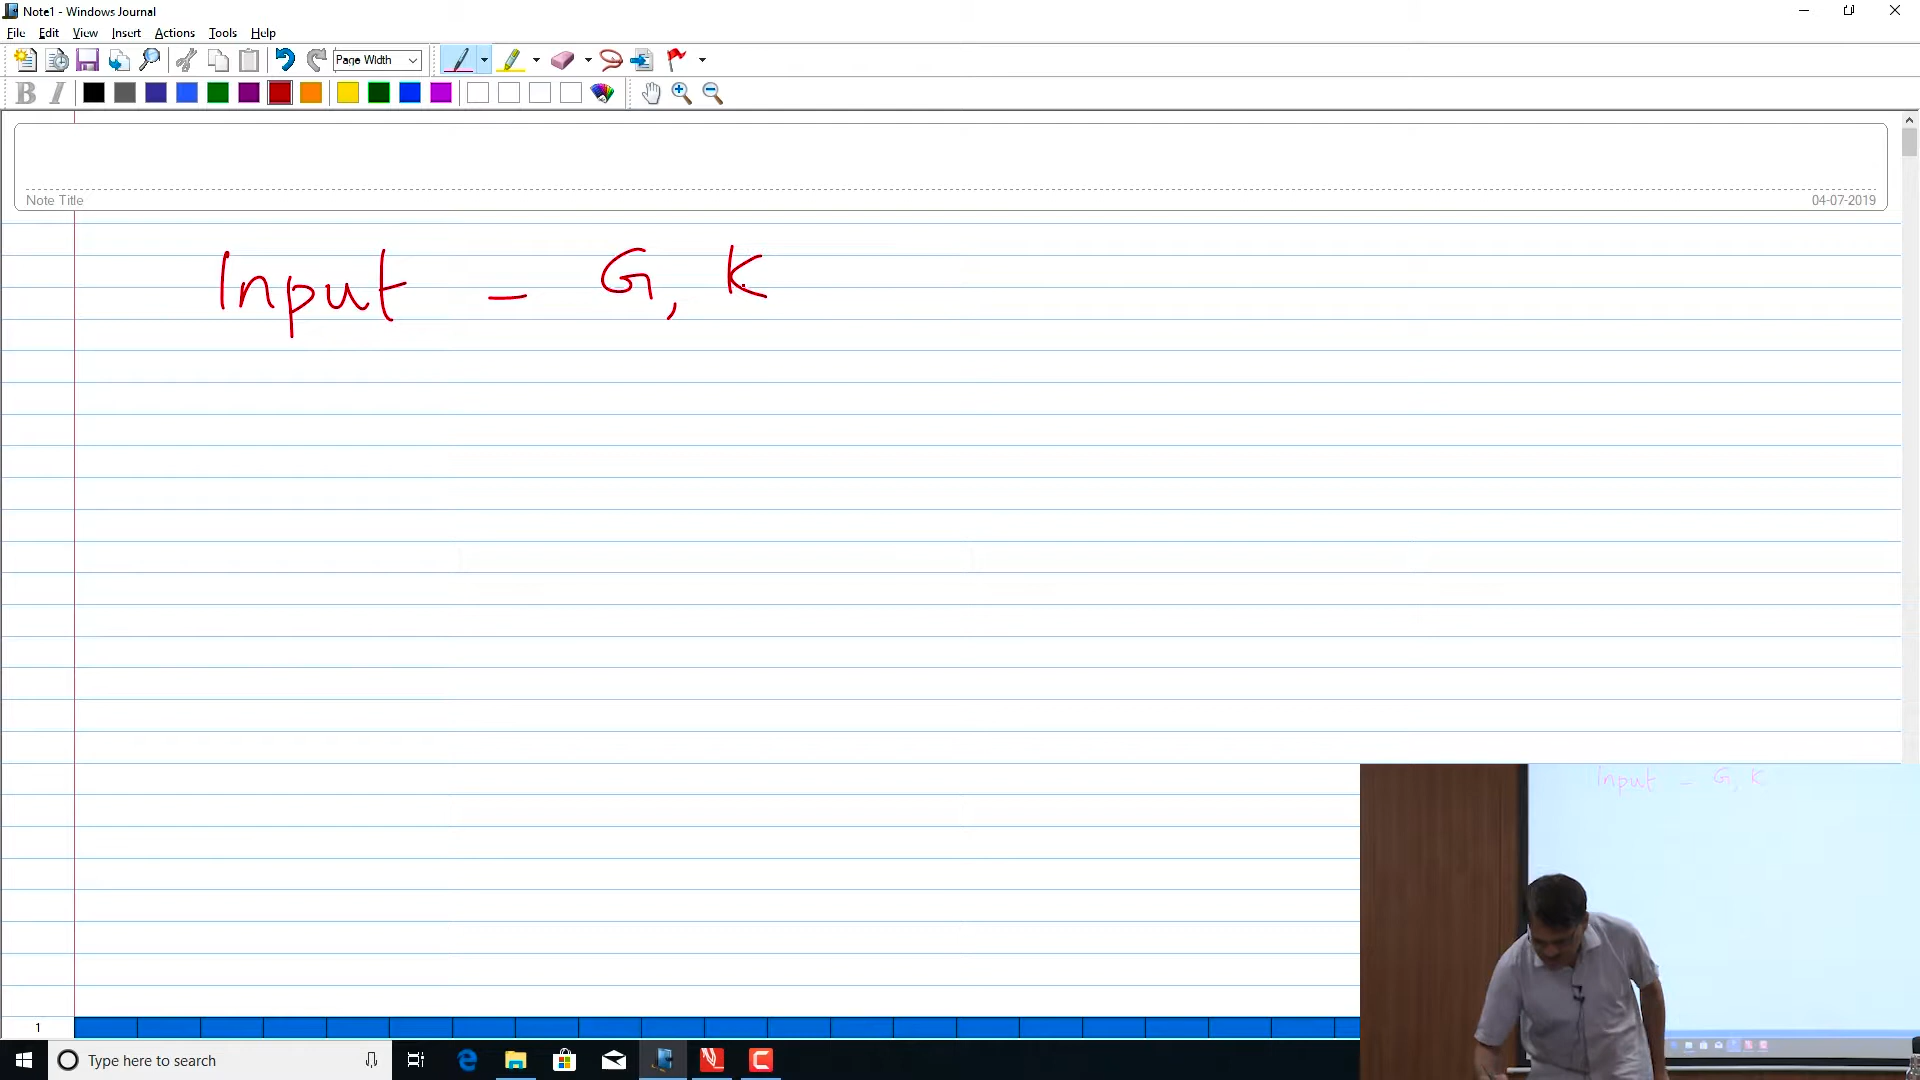 Note1 - Windows Journal
File Edit View Insert Actions Tools Help
Page Width
B I
Note Title
04-07-2019
Input - G, K
Input - G, K
1
Type here to search